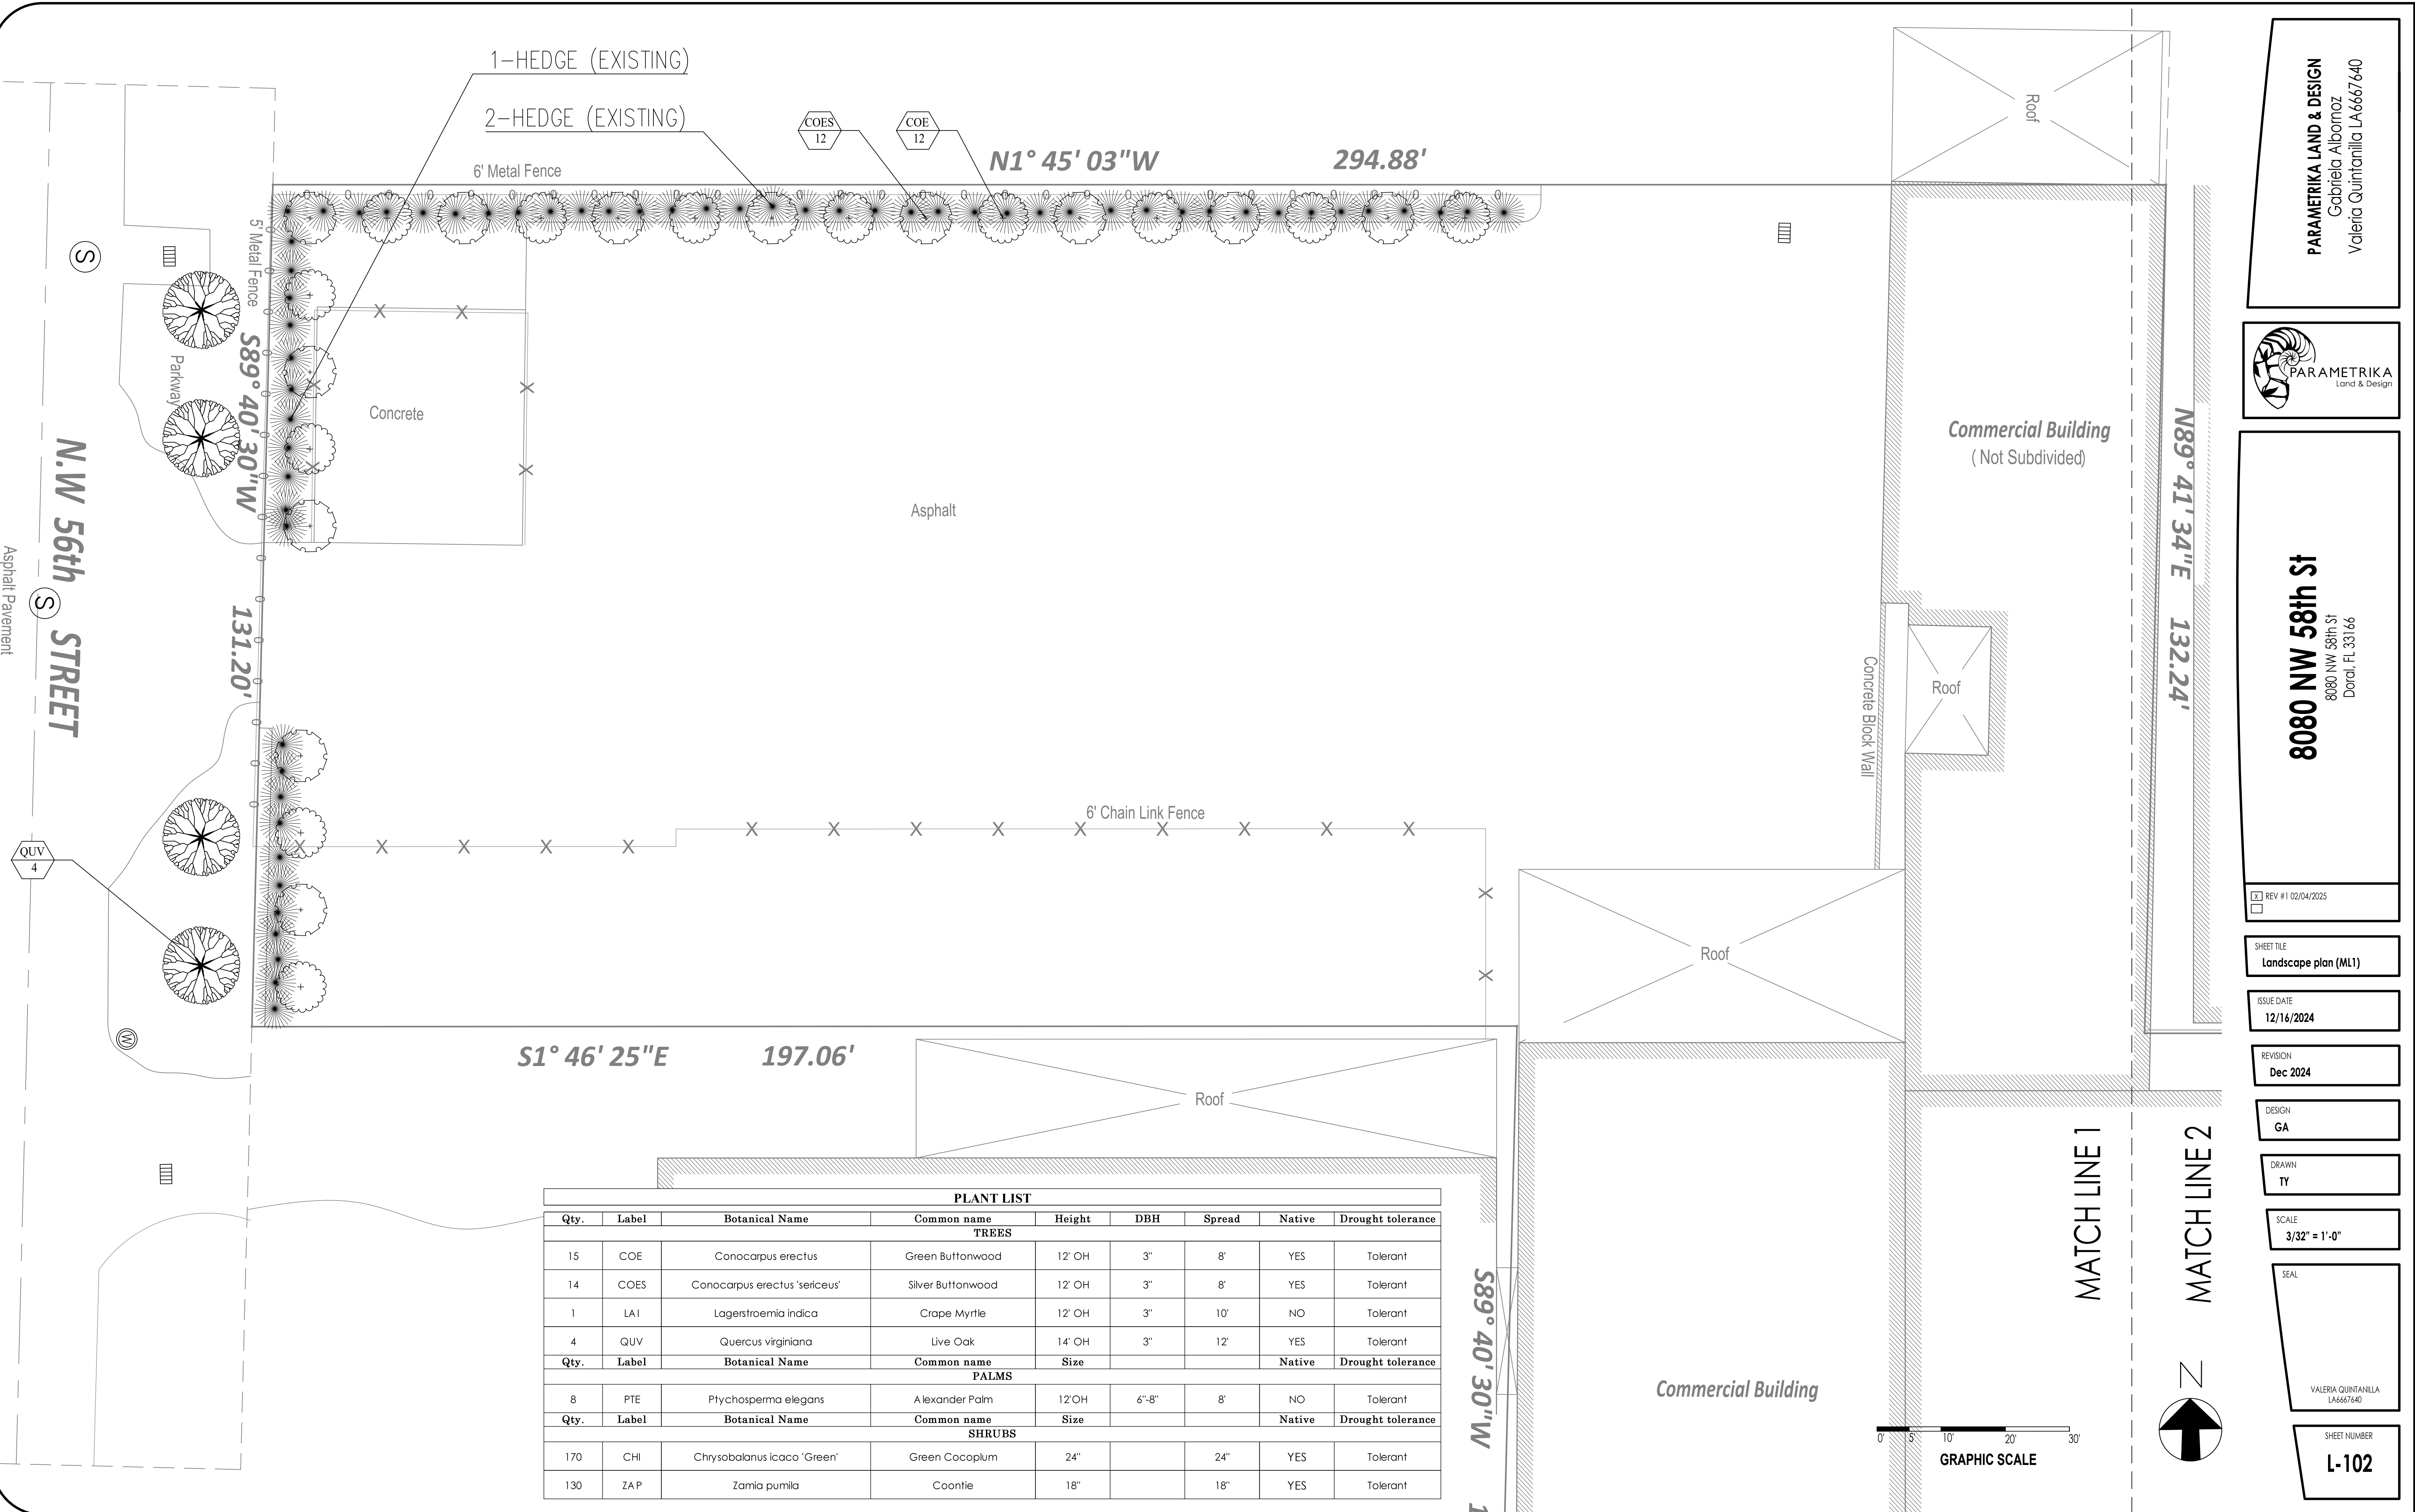 1-HEDGE (EXISTING)
2-HEDGE (EXISTING)
COES
12
COE
12
N1° 45' 03"W 294.88'
6' Metal Fence
5' Metal Fence
S89° 40' 30"W
131.20'
Parkway
S
S
N.W 56th STREET
Asphalt Pavement
Concrete
Asphalt
QUV
4
W
6' Chain Link Fence
S1° 46' 25"E 197.06'
Roof
Roof
Roof
Roof
Concrete Block Wall
Commercial Building
( Not Subdivided)
N89° 41' 34"E 132.24'
Commercial Building
S89° 40' 30"W
MATCH LINE 1
MATCH LINE 2
N
0' 5' 10' 20' 30'
GRAPHIC SCALE
PLANT LIST
Qty. Label Botanical Name Common name Height DBH Spread Native Drought tolerance
TREES
15 COE Conocarpus erectus Green Buttonwood 12' OH 3" 8' YES Tolerant
14 COES Conocarpus erectus 'sericeus' Silver Buttonwood 12' OH 3" 8' YES Tolerant
1 LAI Lagerstroemia indica Crape Myrtle 12' OH 3" 10' NO Tolerant
4 QUV Quercus virginiana Live Oak 14' OH 3" 12' YES Tolerant
Qty. Label Botanical Name Common name Size Native Drought tolerance
PALMS
8 PTE Ptychosperma elegans Alexander Palm 12'OH 6"-8" 8' NO Tolerant
Qty. Label Botanical Name Common name Size Native Drought tolerance
SHRUBS
170 CHI Chrysobalanus icaco 'Green' Green Cocoplum 24" 24" YES Tolerant
130 ZAP Zamia pumila Coontie 18" 18" YES Tolerant
PARAMETRIKA LAND & DESIGN
Gabriela Albornoz
Valeria Quintanilla LA6667640
PARAMETRIKA
Land & Design
8080 NW 58th St
8080 NW 58th St
Doral, FL 33166
X REV #1 02/04/2025
SHEET TILE
Landscape plan (ML1)
ISSUE DATE
12/16/2024
REVISION
Dec 2024
DESIGN
GA
DRAWN
TY
SCALE
3/32" = 1'-0"
SEAL
VALERIA QUINTANILLA
LA6667640
SHEET NUMBER
L-102